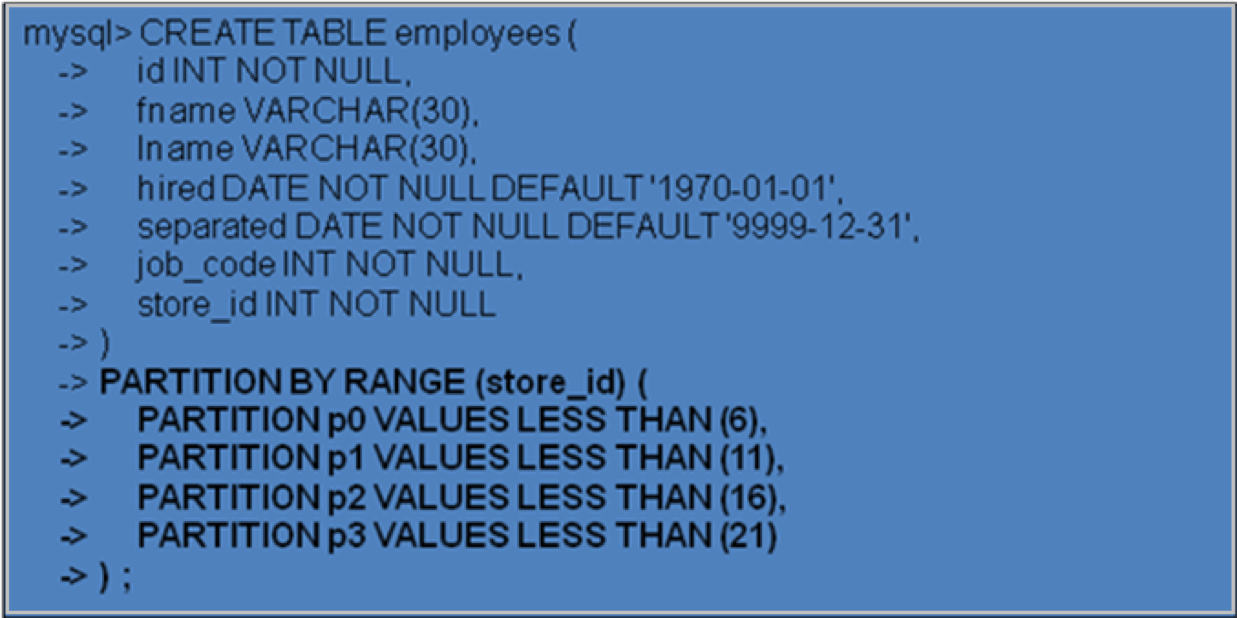 mysql> CREATE TABLE employees (
-> id INT NOT NULL,
-> fname VARCHAR(30),
-> lname VARCHAR(30),
-> hired DATE NOT NULL DEFAULT '1970-01-01',
-> separated DATE NOT NULL DEFAULT '9999-12-31',
-> job_code INT NOT NULL,
-> store_id INT NOT NULL
-> )
-> PARTITION BY RANGE (store_id) (
-> PARTITION p0 VALUES LESS THAN (6),
-> PARTITION p1 VALUES LESS THAN (11),
-> PARTITION p2 VALUES LESS THAN (16),
-> PARTITION p3 VALUES LESS THAN (21)
-> ) ;